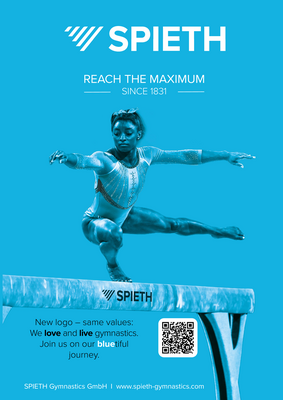 SPIETH
REACH THE MAXIMUM
SINCE 1831
SPIETH
New logo – same values:
We love and live gymnastics.
Join us on our bluetiful
journey.
SPIETH Gymnastics GmbH I www.spieth-gymnastics.com